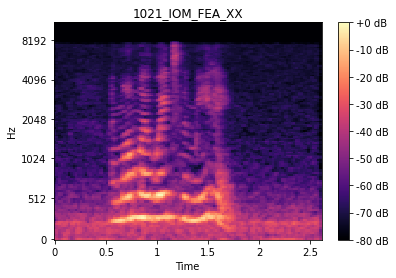 1021_IOM_FEA_XX
8192
4096
2048
1024
512
0
Hz
0
0.5
1
1.5
2
2.5
Time
+0 dB
-10 dB
-20 dB
-30 dB
-40 dB
-50 dB
-60 dB
-70 dB
-80 dB